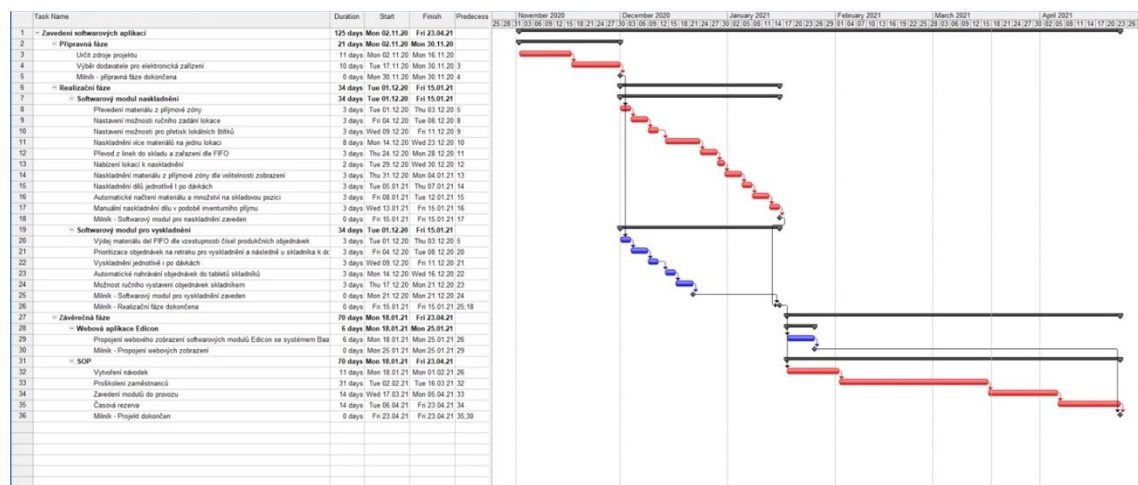 Task Name Duration Start Finish Predecess
November 2020 December 2020 January 2021 February 2021 March 2021 April 2021
1 Zavedení softwarových aplikací 125 days Mon 02.11.20 Fri 23.04.21
2 Přípravná fáze 21 days Mon 02.11.20 Mon 30.11.20
3 Určit zdroje projektu 11 days Mon 02.11.20 Mon 16.11.20
4 Výběr dodavatele pro elektronická zařízení 10 days Tue 17.11.20 Mon 30.11.20 3
5 Milník - přípravná fáze dokončena 0 days Mon 30.11.20 Mon 30.11.20 4
6 Realizační fáze 34 days Tue 01.12.20 Fri 15.01.21
7 Softwarový modul naskladnění 34 days Tue 01.12.20 Fri 15.01.21
8 Převedení materiálu z příjmové zóny 3 days Tue 01.12.20 Thu 03.12.20 5
9 Nastavení možnosti ručního zadání lokace 3 days Fri 04.12.20 Tue 08.12.20 8
10 Nastavení možnosti pro přetisk lokálních štítků 3 days Wed 09.12.20 Fri 11.12.20 9
11 Naskladnění více materiálů na jednu lokaci 8 days Mon 14.12.20 Wed 23.12.20 10
12 Převod z linek do skladu a zařazení dle FIFO 3 days Thu 24.12.20 Mon 28.12.20 11
13 Nabízení lokací k naskladnění 2 days Tue 29.12.20 Wed 30.12.20 12
14 Naskladnění materiálu z příjmové zóny dle volitelnosti zobrazení 3 days Thu 31.12.20 Mon 04.01.21 13
15 Naskladnění dílů jednotlivě I po dávkách 3 days Tue 05.01.21 Thu 07.01.21 14
16 Automatické načtení materiálu a množství na skladovou pozici 3 days Fri 08.01.21 Tue 12.01.21 15
17 Manuální naskladnění dílu v podobě inventurního příjmu 3 days Wed 13.01.21 Fri 15.01.21 16
18 Milník - Softwarový modul pro naskladnění zaveden 0 days Fri 15.01.21 Fri 15.01.21 17
19 Softwarový modul pro vyskladnění 34 days Tue 01.12.20 Fri 15.01.21
20 Výdej materiálu del FIFO dle vzestupnosti čísel produkčních objednávek 3 days Tue 01.12.20 Thu 03.12.20 5
21 Prioritizace objednávek na retraku pro vyskladnění a následně u skladníka k dc 3 days Fri 04.12.20 Tue 08.12.20 20
22 Vyskladnění jednotlivě i po dávkách 3 days Wed 09.12.20 Fri 11.12.20 21
23 Automatické nahrávání objednávek do tabletů skladníků 3 days Mon 14.12.20 Wed 16.12.20 22
24 Možnost ručního vystavení objednávek skladníkem 3 days Thu 17.12.20 Mon 21.12.20 23
25 Milník - Softwarový modul pro vyskladnění zaveden 0 days Mon 21.12.20 Mon 21.12.20 24
26 Milník - Realizační fáze dokončena 0 days Fri 15.01.21 Fri 15.01.21 25;18
27 Závěrečná fáze 70 days Mon 18.01.21 Fri 23.04.21
28 Webová aplikace Edicon 6 days Mon 18.01.21 Mon 25.01.21
29 Propojení webového zobrazení softwarových modulů Edicon se systémem Baa 6 days Mon 18.01.21 Mon 25.01.21 26
30 Milník - Propojení webových zobrazení 0 days Mon 25.01.21 Mon 25.01.21 29
31 SOP 70 days Mon 18.01.21 Fri 23.04.21
32 Vytvoření návodek 11 days Mon 18.01.21 Mon 01.02.21 26
33 Proškolení zaměstnanců 31 days Tue 02.02.21 Tue 16.03.21 32
34 Zavedení modulů do provozu 14 days Wed 17.03.21 Mon 05.04.21 33
35 Časová rezerva 14 days Tue 06.04.21 Fri 23.04.21 34
36 Milník - Projekt dokončen 0 days Fri 23.04.21 Fri 23.04.21 35;30